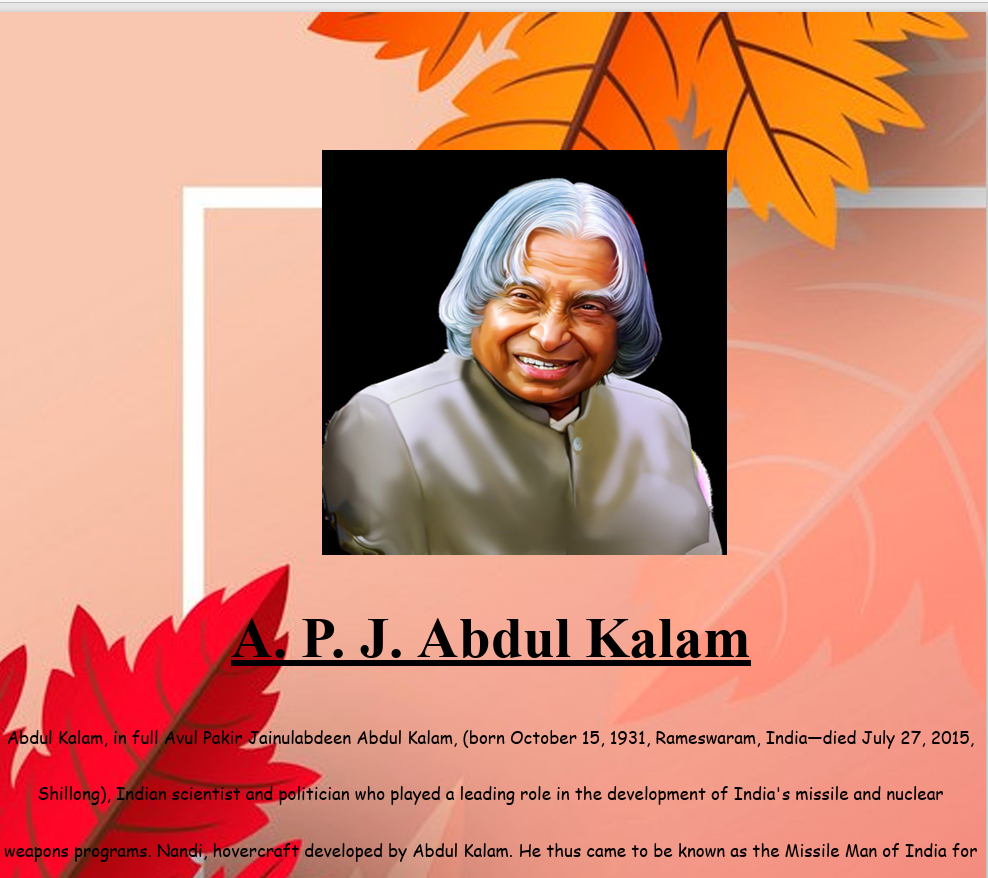 A. P. J. Abdul Kalam
Abdul Kalam, in full Avul Pakir Jainulabdeen Abdul Kalam, (born October 15, 1931, Rameswaram, India—died July 27, 2015,
Shillong), Indian scientist and politician who played a leading role in the development of India's missile and nuclear
weapons programs. Nandi, hovercraft developed by Abdul Kalam. He thus came to be known as the Missile Man of India for